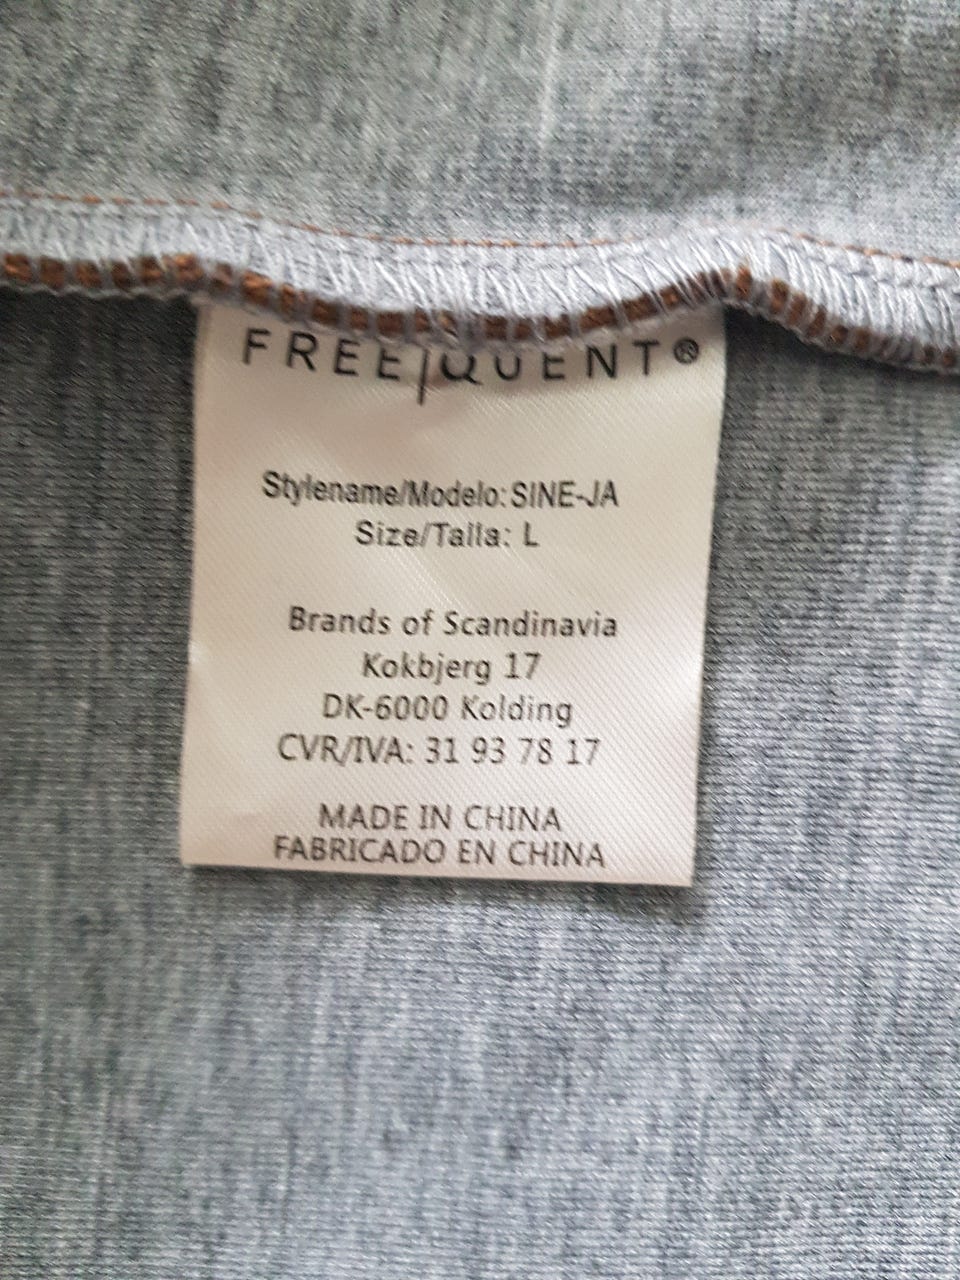 FREE|QUENT®
Stylename/Modelo: SINE-JA
Size/Talla: L
Brands of Scandinavia
Kokbjerg 17
DK-6000 Kolding
CVR/IVA: 31 93 78 17
MADE IN CHINA
FABRICADO EN CHINA